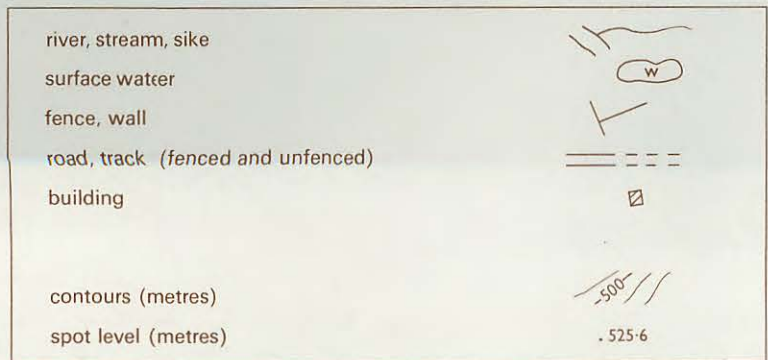 river, stream, sike
surface water W
fence, wall
road, track (fenced and unfenced)
building
contours (metres) -500-
spot level (metres) . 525·6